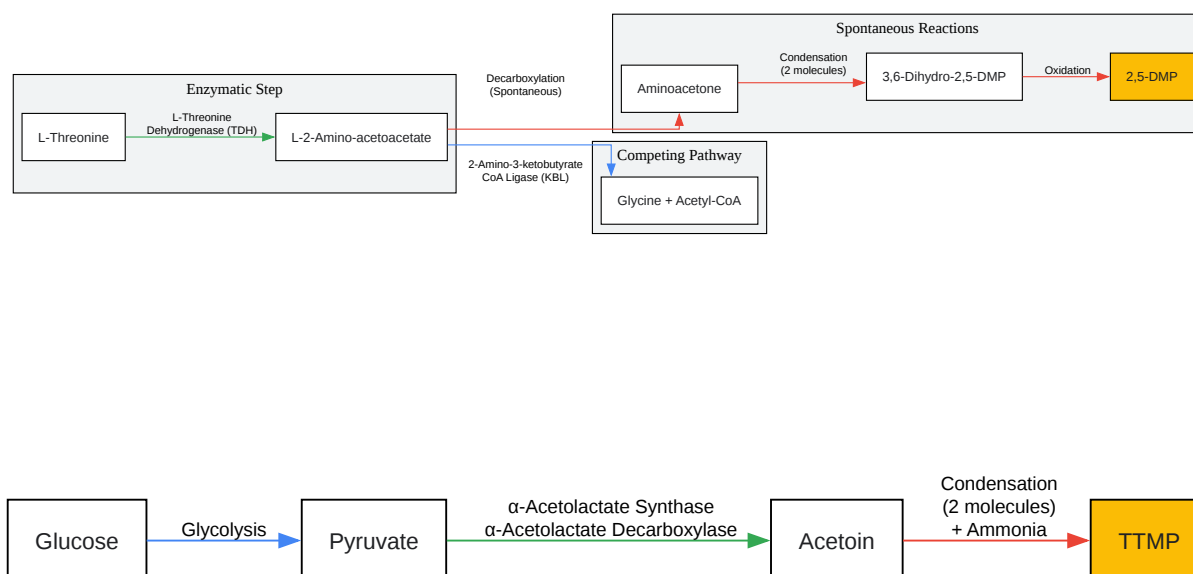 Spontaneous Reactions
Condensation
(2 molecules)
Aminoacetone
3,6-Dihydro-2,5-DMP
Oxidation
2,5-DMP
Enzymatic Step
Decarboxylation
(Spontaneous)
L-Threonine
L-Threonine
Dehydrogenase (TDH)
L-2-Amino-acetoacetate
2-Amino-3-ketobutyrate
CoA Ligase (KBL)
Competing Pathway
Glycine + Acetyl-CoA
Glucose
Glycolysis
Pyruvate
α-Acetolactate Synthase
α-Acetolactate Decarboxylase
Acetoin
Condensation
(2 molecules)
+ Ammonia
TTMP